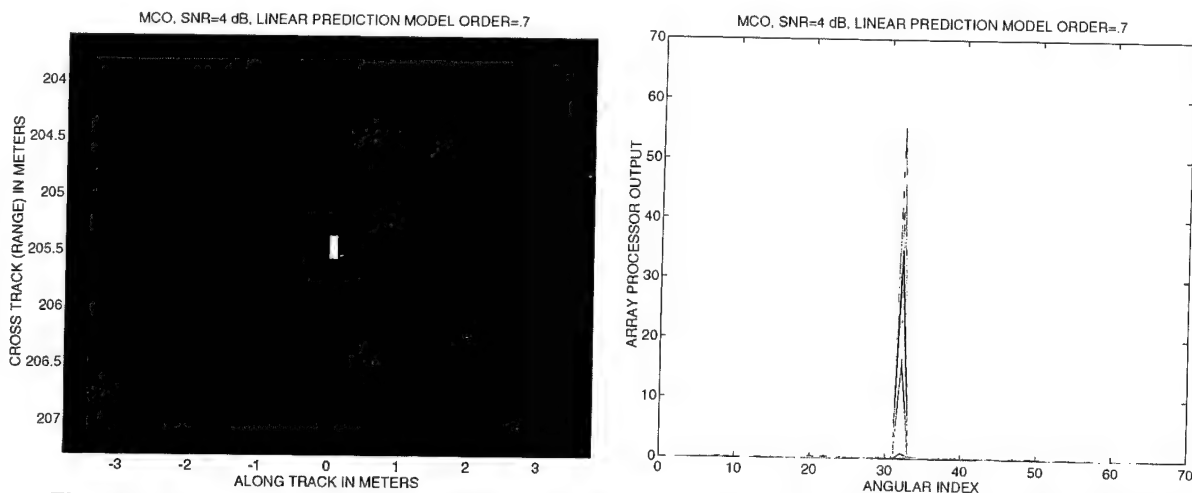 MCO, SNR=4 dB, LINEAR PREDICTION MODEL ORDER=.7
CROSS TRACK (RANGE) IN METERS
204
204.5
205
205.5
206
206.5
207
-3 -2 -1 0 1 2 3
ALONG TRACK IN METERS
MCO, SNR=4 dB, LINEAR PREDICTION MODEL ORDER=.7
ARRAY PROCESSOR OUTPUT
70
60
50
40
30
20
10
0
0 10 20 30 40 50 60 70
ANGULAR INDEX